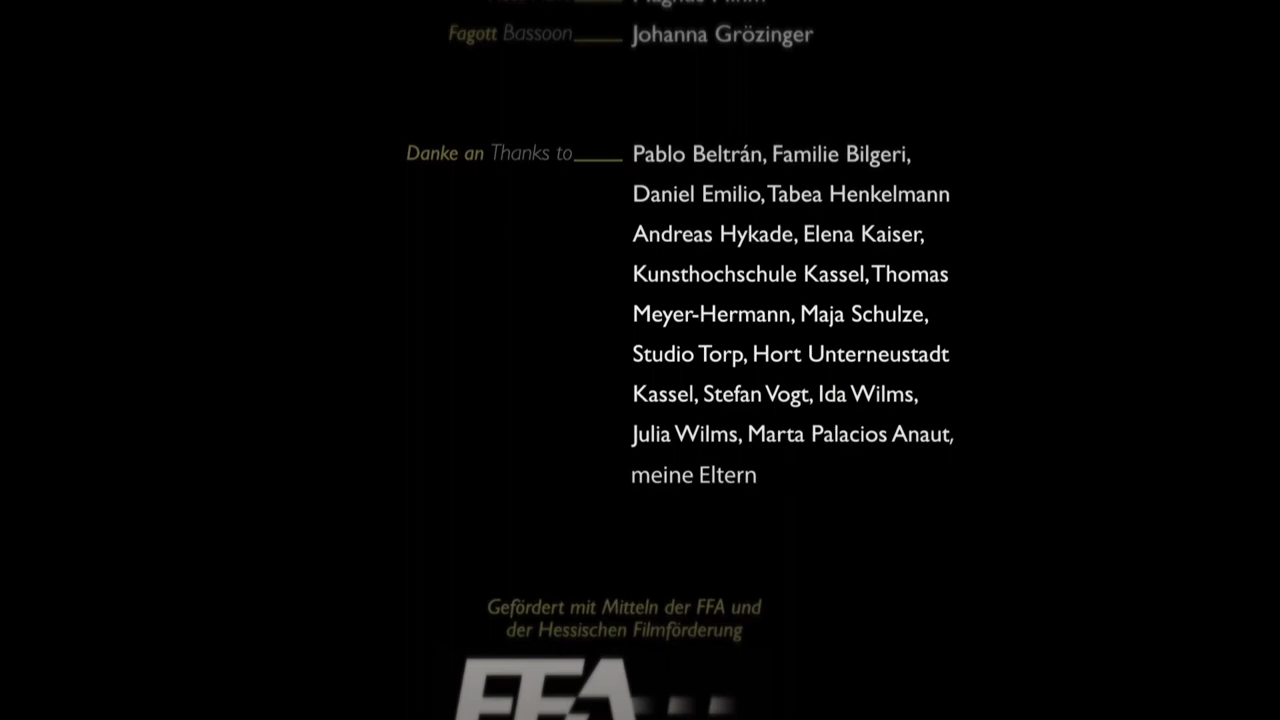 Fagott Bassoon Johanna Grözinger
Danke an Thanks to Pablo Beltrán, Familie Bilgeri,
Daniel Emilio, Tabea Henkelmann
Andreas Hykade, Elena Kaiser,
Kunsthochschule Kassel, Thomas
Meyer-Hermann, Maja Schulze,
Studio Torp, Hort Unterneustadt
Kassel, Stefan Vogt, Ida Wilms,
Julia Wilms, Marta Palacios Anaut,
meine Eltern
Gefördert mit Mitteln der FFA und
der Hessischen Filmförderung
FFA